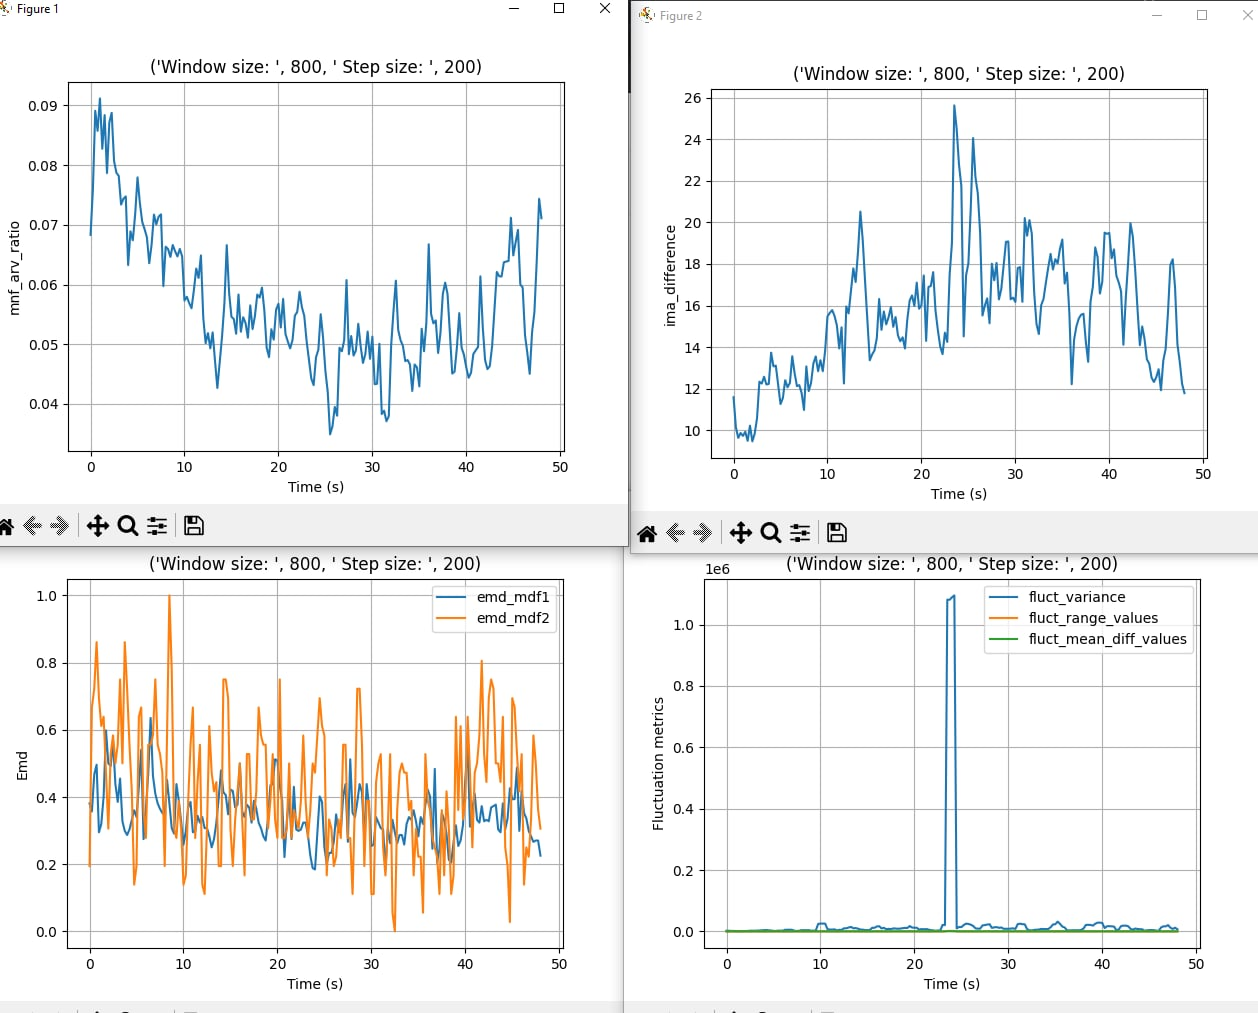 Figure 1
('Window size: ', 800, ' Step size: ', 200)
mnf_arv_ratio
0.09
0.08
0.07
0.06
0.05
0.04
0 10 20 30 40 50
Time (s)
Figure 2
('Window size: ', 800, ' Step size: ', 200)
ima_difference
26
24
22
20
18
16
14
12
10
0 10 20 30 40 50
Time (s)
('Window size: ', 800, ' Step size: ', 200)
emd_mdf1
emd_mdf2
Emd
1.0
0.8
0.6
0.4
0.2
0.0
0 10 20 30 40 50
Time (s)
1e6
('Window size: ', 800, ' Step size: ', 200)
fluct_variance
fluct_range_values
fluct_mean_diff_values
Fluctuation metrics
1.0
0.8
0.6
0.4
0.2
0.0
0 10 20 30 40 50
Time (s)